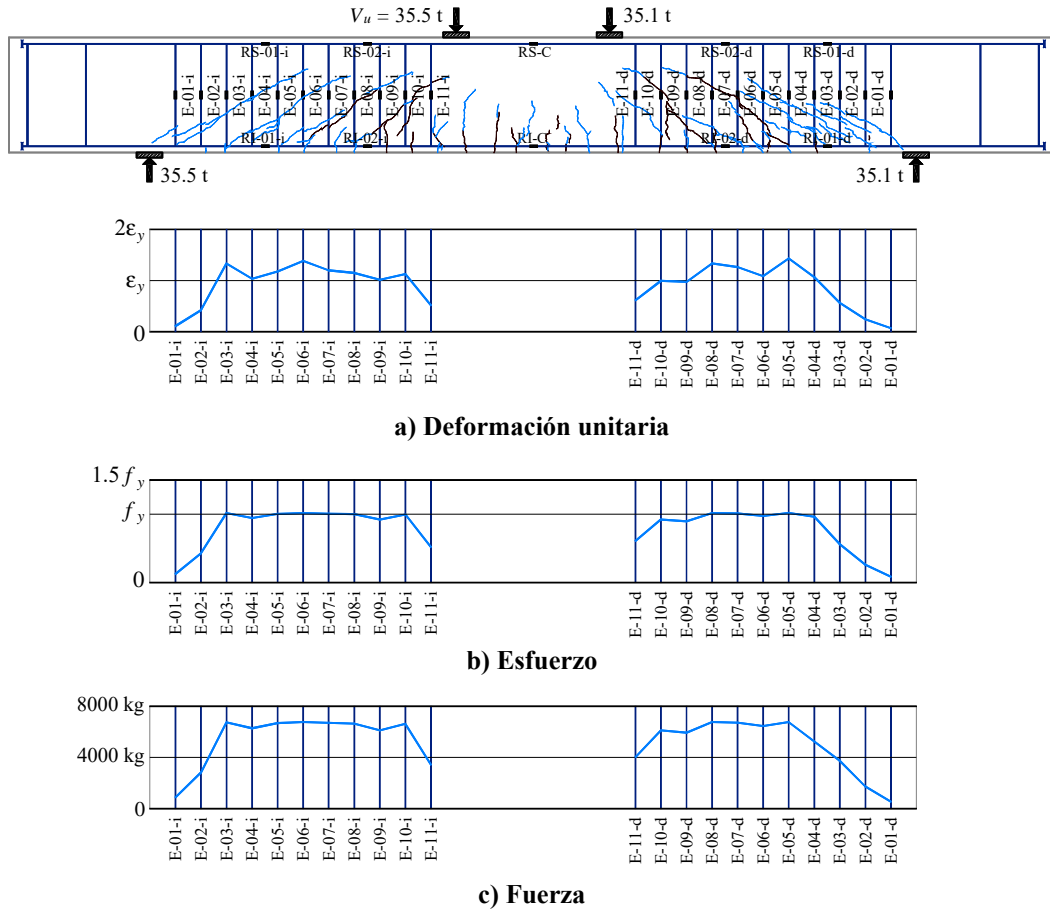 V_u = 35.5 t 35.1 t
RS-01-i RS-02-i RS-C RS-02-d RS-01-d
E-01-i E-02-i E-03-i E-04-i E-05-i E-06-i E-07-i E-08-i E-09-i E-10-i E-11-i E-11-d E-10-d E-09-d E-08-d E-07-d E-06-d E-05-d E-04-d E-03-d E-02-d E-01-d
RI-01-i RI-02-i RI-C RI-02-d RI-01-d
35.5 t 35.1 t
2ε_y
ε_y
0
E-01-i E-02-i E-03-i E-04-i E-05-i E-06-i E-07-i E-08-i E-09-i E-10-i E-11-i E-11-d E-10-d E-09-d E-08-d E-07-d E-06-d E-05-d E-04-d E-03-d E-02-d E-01-d
a) Deformación unitaria
1.5 f_y
f_y
0
E-01-i E-02-i E-03-i E-04-i E-05-i E-06-i E-07-i E-08-i E-09-i E-10-i E-11-i E-11-d E-10-d E-09-d E-08-d E-07-d E-06-d E-05-d E-04-d E-03-d E-02-d E-01-d
b) Esfuerzo
8000 kg
4000 kg
0
E-01-i E-02-i E-03-i E-04-i E-05-i E-06-i E-07-i E-08-i E-09-i E-10-i E-11-i E-11-d E-10-d E-09-d E-08-d E-07-d E-06-d E-05-d E-04-d E-03-d E-02-d E-01-d
c) Fuerza